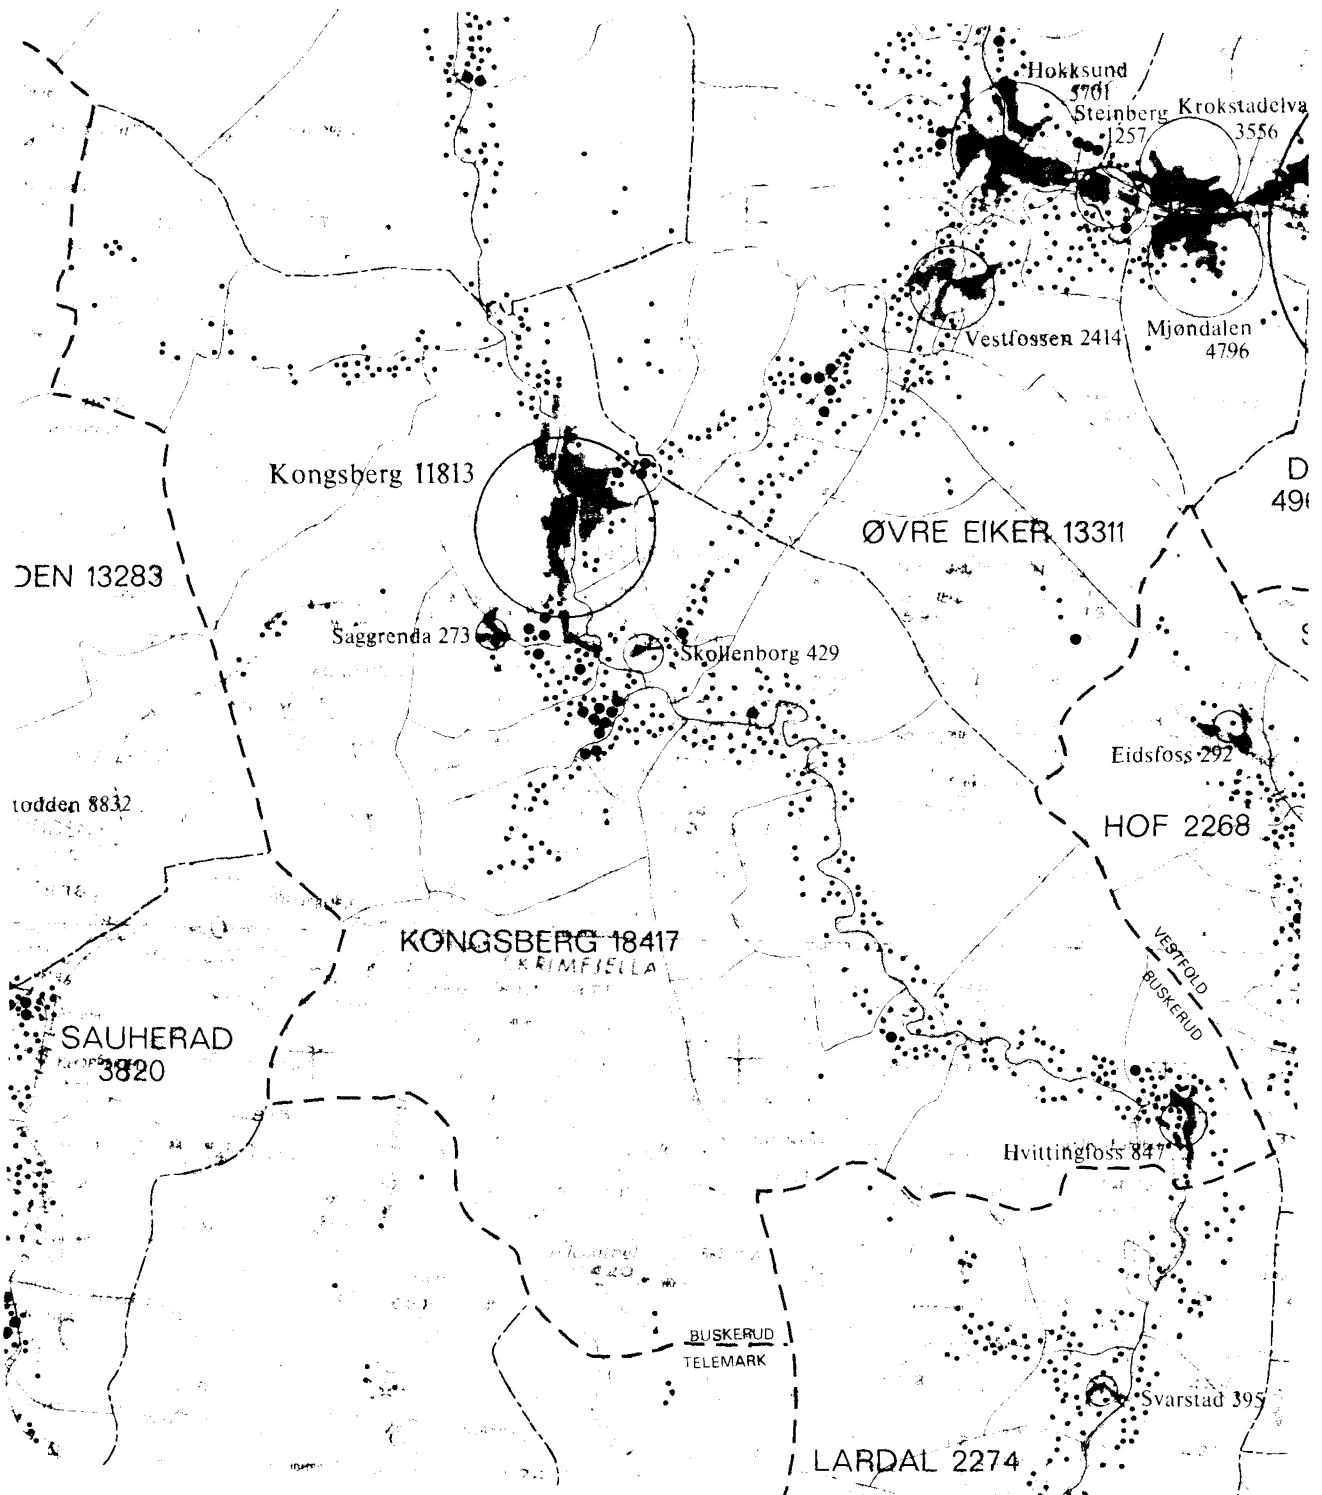 Hokksund
5701
Steinberg
1257
Krokstadelva
3556
Vestfossen 2414
Mjøndalen
4796
Kongsberg 11813
D
ØVRE EIKER 13311
DEN 13283
Saggrenda 273
Skollenborg 429
Eidsfoss 292
todden 8832
HOF 2268
KONGSBERG 18417
SKRIMFJELLA
VESTFOLD
BUSKERUD
SAUHERAD
3820
Hvittingfoss 847
BUSKERUD
TELEMARK
Svarstad 395
LARDAL 2274